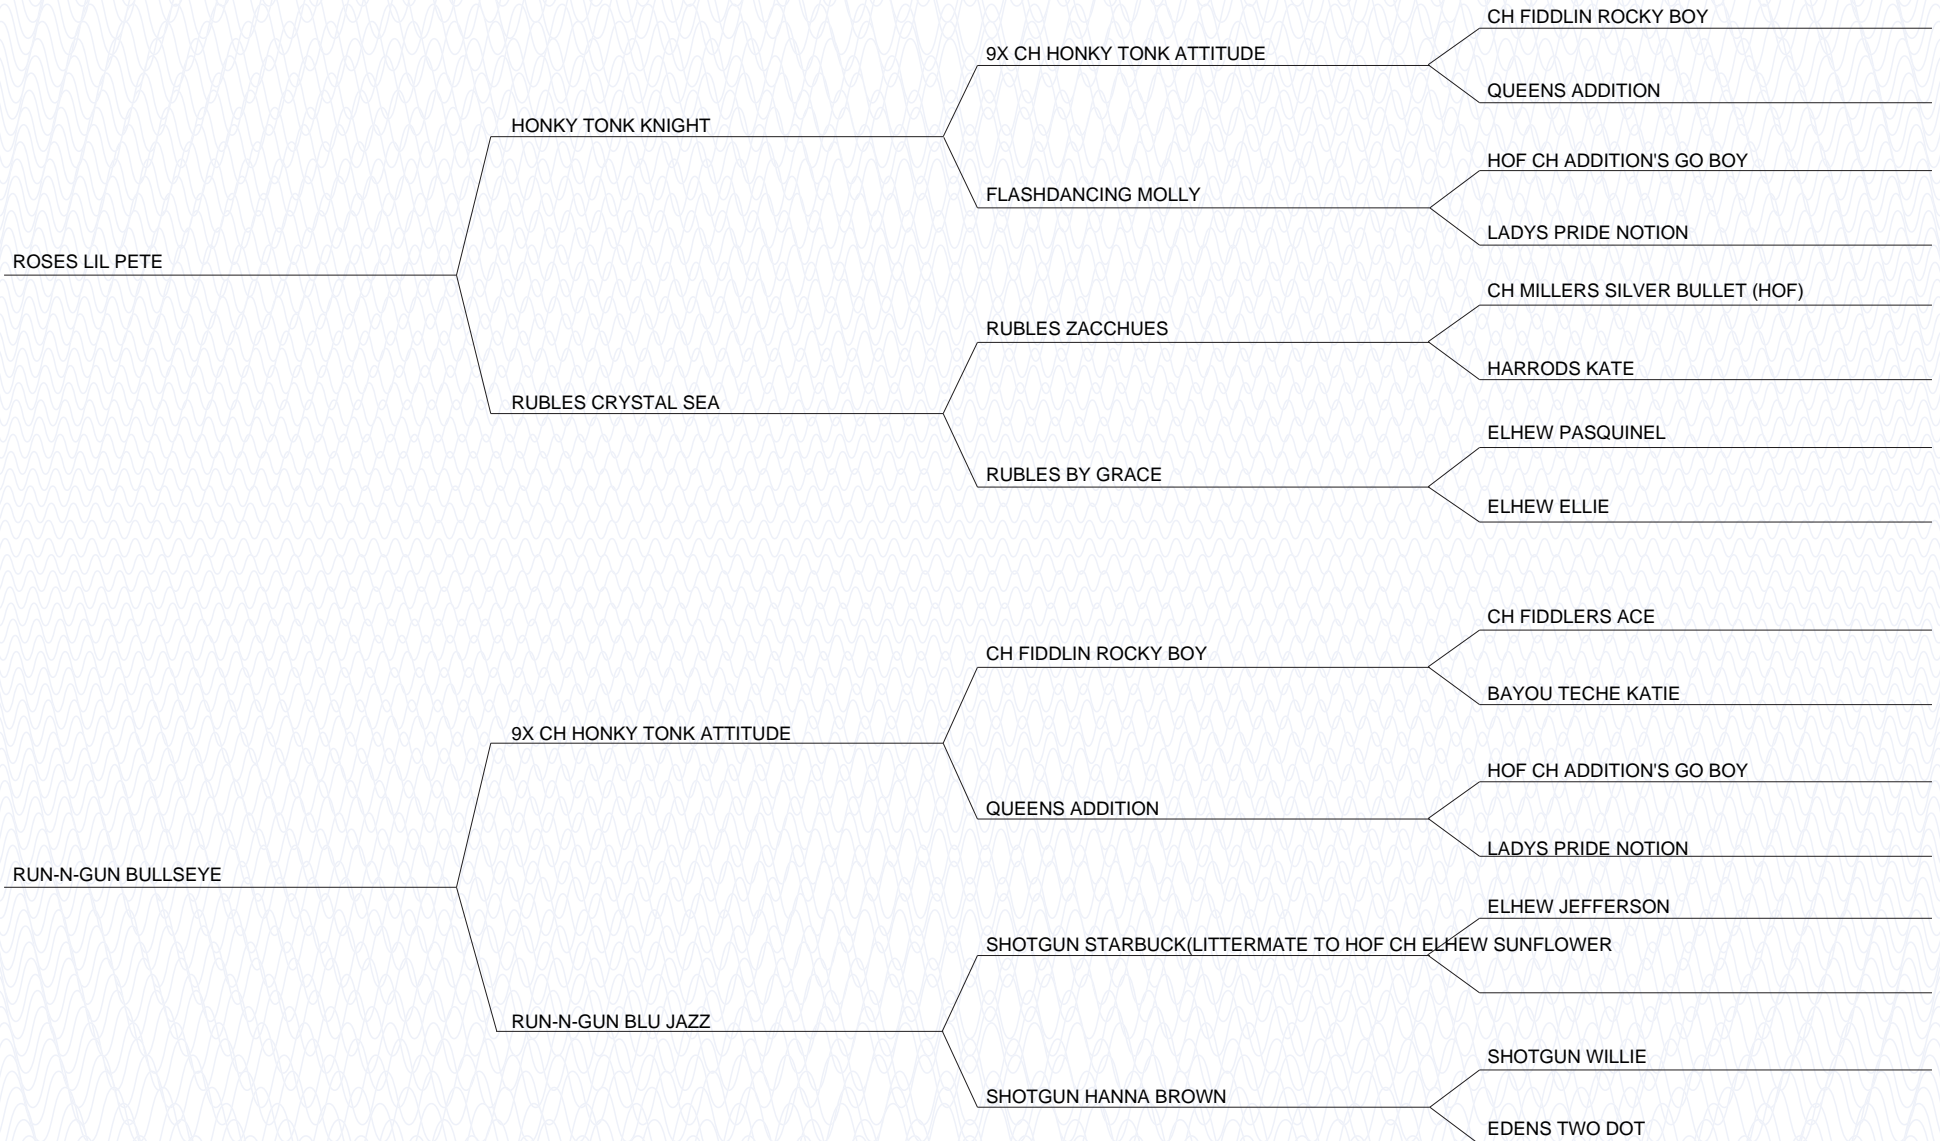 CH FIDDLIN ROCKY BOY
9X CH HONKY TONK ATTITUDE
QUEENS ADDITION
HONKY TONK KNIGHT
HOF CH ADDITION'S GO BOY
FLASHDANCING MOLLY
LADYS PRIDE NOTION
ROSES LIL PETE
CH MILLERS SILVER BULLET (HOF)
RUBLES ZACCHUES
HARRODS KATE
RUBLES CRYSTAL SEA
ELHEW PASQUINEL
RUBLES BY GRACE
ELHEW ELLIE
CH FIDDLERS ACE
CH FIDDLIN ROCKY BOY
BAYOU TECHE KATIE
9X CH HONKY TONK ATTITUDE
HOF CH ADDITION'S GO BOY
QUEENS ADDITION
LADYS PRIDE NOTION
RUN-N-GUN BULLSEYE
ELHEW JEFFERSON
SHOTGUN STARBUCK(LITTERMATE TO HOF CH ELHEW SUNFLOWER
RUN-N-GUN BLU JAZZ
SHOTGUN WILLIE
SHOTGUN HANNA BROWN
EDENS TWO DOT